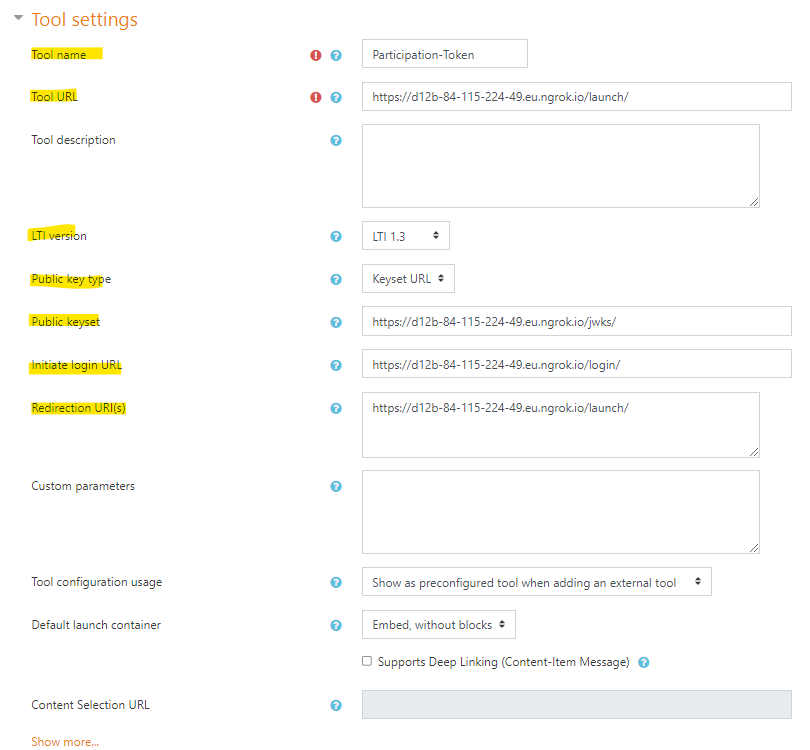 Tool settings
Tool name
Participation-Token
Tool URL
https://d12b-84-115-224-49.eu.ngrok.io/launch/
Tool description
LTI version
LTI 1.3
Public key type
Keyset URL
Public keyset
https://d12b-84-115-224-49.eu.ngrok.io/jwks/
Initiate login URL
https://d12b-84-115-224-49.eu.ngrok.io/login/
Redirection URI(s)
https://d12b-84-115-224-49.eu.ngrok.io/launch/
Custom parameters
Tool configuration usage
Show as preconfigured tool when adding an external tool
Default launch container
Embed, without blocks
Supports Deep Linking (Content-Item Message)
Content Selection URL
Show more...